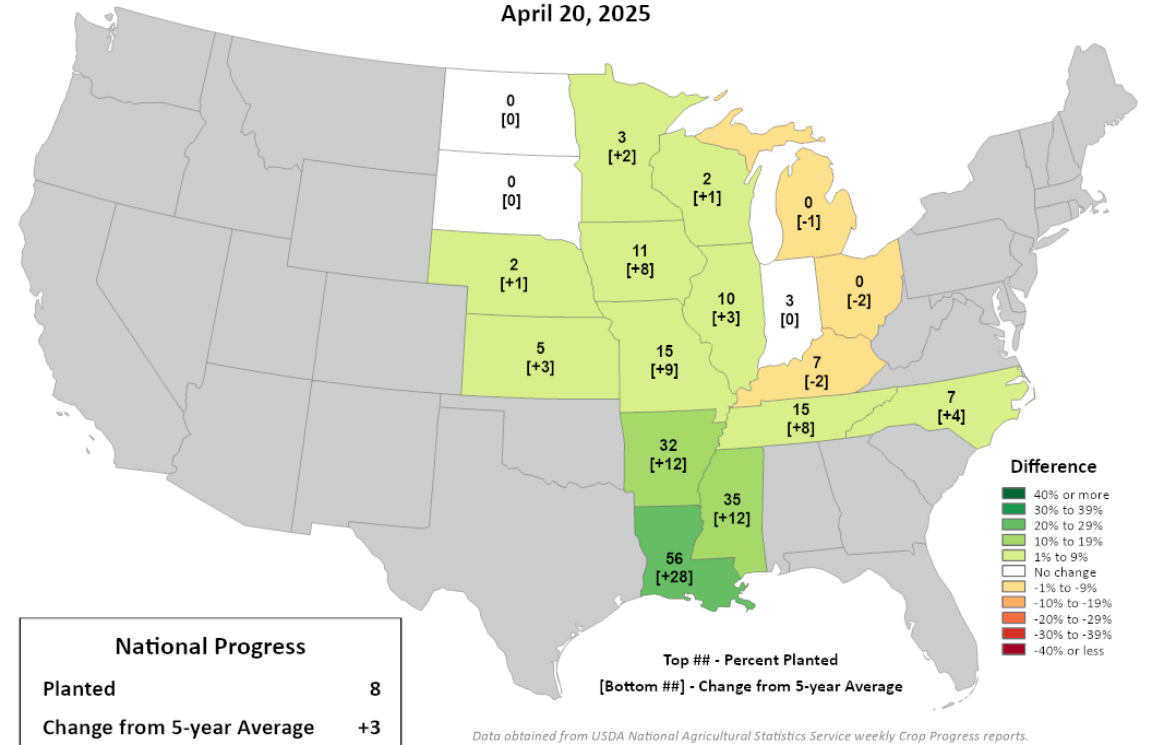 April 20, 2025
0
[0]
3
[+2]
0
[0]
2
[+1]
0
[-1]
2
[+1]
11
[+8]
10
[+3]
3
[0]
0
[-2]
5
[+3]
15
[+9]
7
[-2]
15
[+8]
7
[+4]
32
[+12]
35
[+12]
56
[+28]
Difference
40% or more
30% to 39%
20% to 29%
10% to 19%
1% to 9%
No change
-1% to -9%
-10% to -19%
-20% to -29%
-30% to -39%
-40% or less
National Progress
Planted 8
Change from 5-year Average +3
Top ## - Percent Planted
[Bottom ##] - Change from 5-year Average
Data obtained from USDA National Agricultural Statistics Service weekly Crop Progress reports.